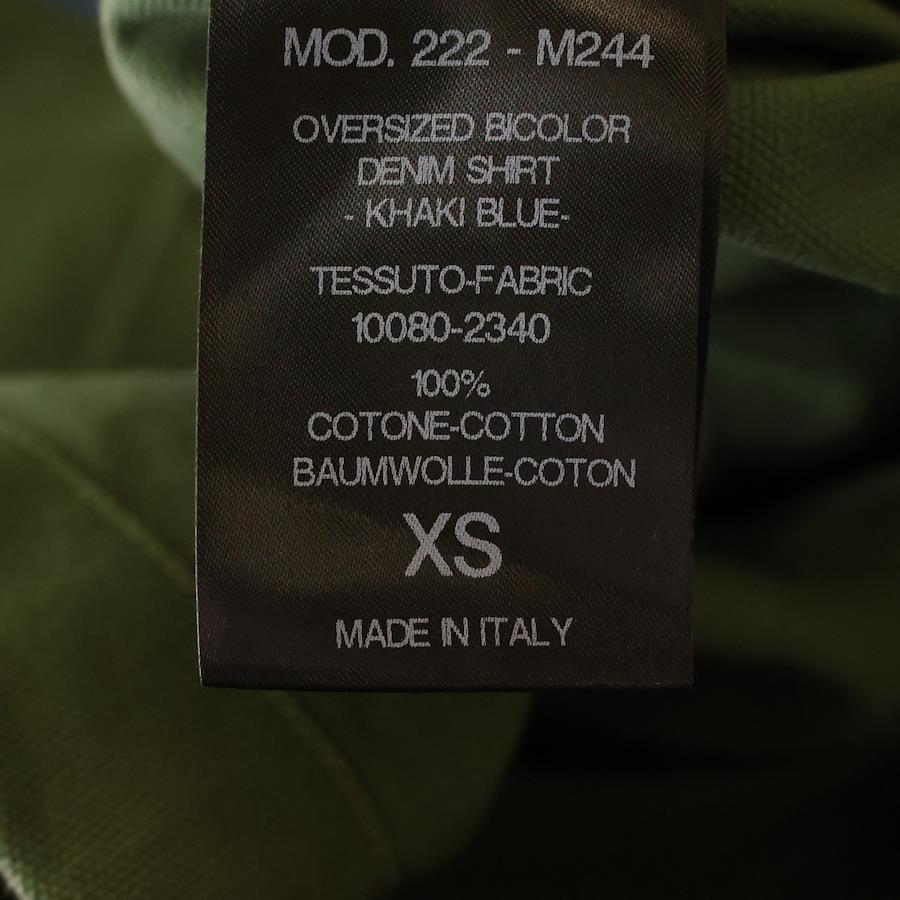 MOD. 222 - M244
OVERSIZED BICOLOR
DENIM SHIRT
- KHAKI BLUE-
TESSUTO-FABRIC
10080-2340
100%
COTONE-COTTON
BAUMWOLLE-COTON
XS
MADE IN ITALY